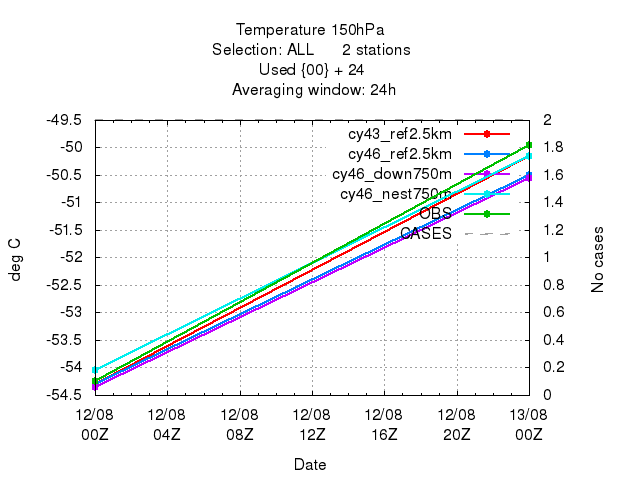 Temperature 150hPa
Selection: ALL 2 stations
Used {00} + 24
Averaging window: 24h
-49.5
-50
-50.5
-51
-51.5
-52
-52.5
-53
-53.5
-54
-54.5
deg C
cy43_ref2.5km
cy46_ref2.5km
cy46_down750m
cy46_nest750m
OBS
CASES
2
1.8
1.6
1.4
1.2
1
0.8
0.6
0.4
0.2
0
No cases
12/08 12/08 12/08 12/08 12/08 12/08 13/08
00Z 04Z 08Z 12Z 16Z 20Z 00Z
Date